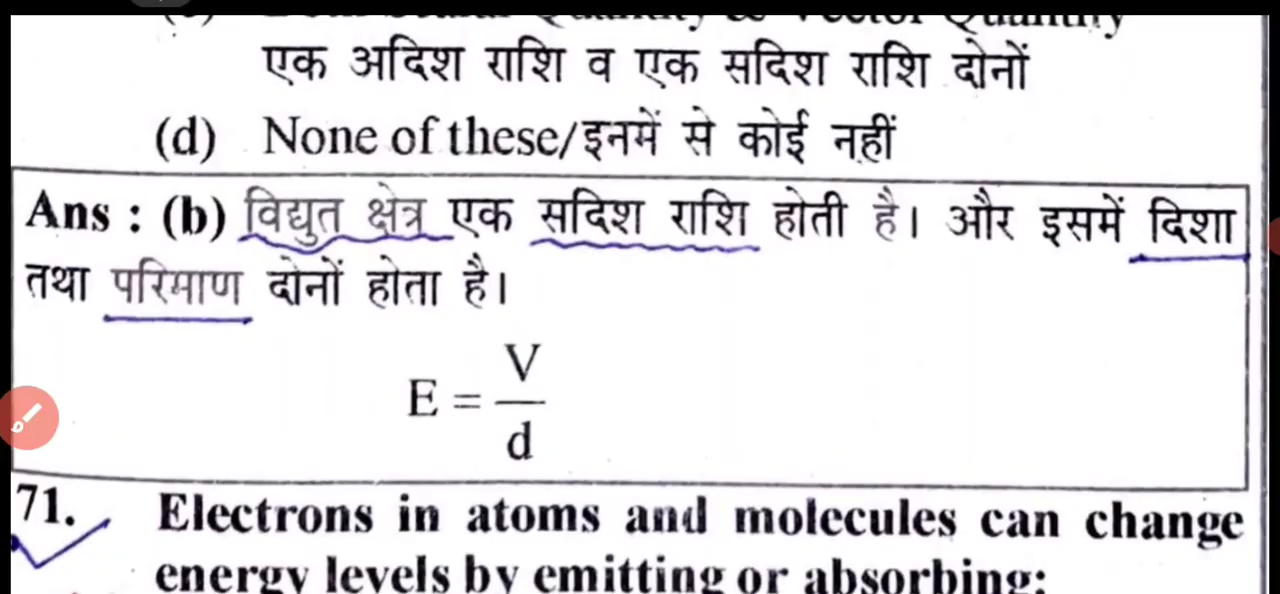 एक अदिश राशि व एक सदिश राशि दोनों
(d) None of these/इनमें से कोई नहीं
Ans : (b) विद्युत क्षेत्र एक सदिश राशि होती है। और इसमें दिशा
तथा परिमाण दोनों होता है।
E = V/d
71. Electrons in atoms and molecules can change
energy levels by emitting or absorbing: